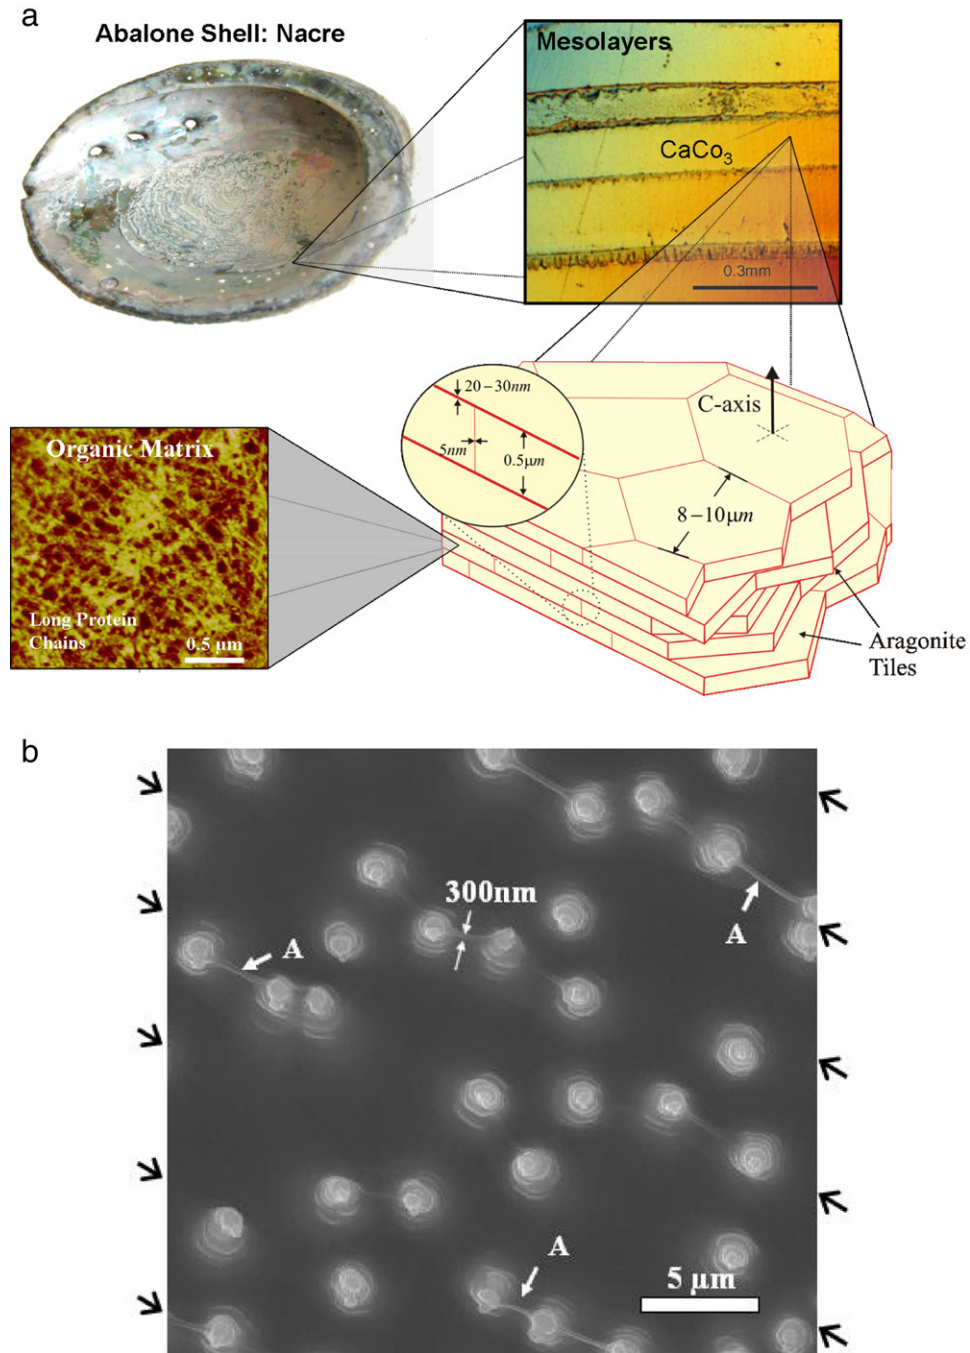 a
Abalone Shell: Nacre
Mesolayers
CaCo₃
0.3mm
20–30nm
5nm
0.5μm
C-axis
8–10μm
Organic Matrix
Long Protein
Chains
0.5 μm
Aragonite
Tiles
b
300nm
A
A
A
5 μm